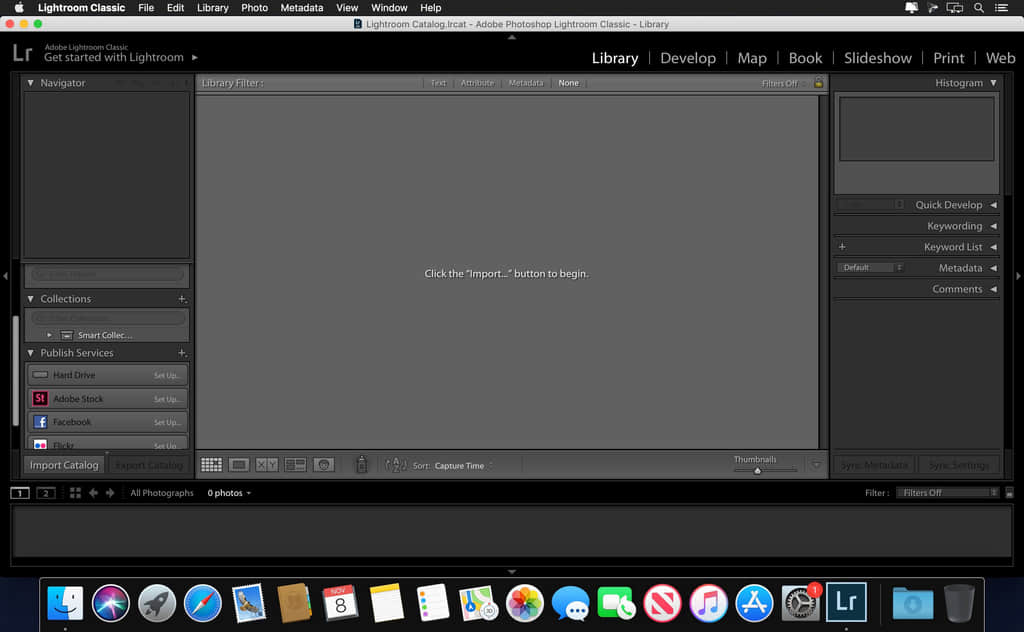 Lightroom Classic File Edit Library Photo Metadata View Window Help
Lightroom Catalog.lrcat - Adobe Photoshop Lightroom Classic - Library
Lr
Adobe Lightroom Classic
Get started with Lightroom
Library | Develop | Map | Book | Slideshow | Print | Web
Navigator
Library Filter :
Text Attribute Metadata None
Filters Off
Histogram
Quick Develop
Keywording
Keyword List
Default
Metadata
Comments
Click the "Import..." button to begin.
Collections
Smart Collec...
Publish Services
Hard Drive Set Up...
St Adobe Stock Set Up...
Facebook Set Up...
Flickr Set Up...
Import Catalog Export Catalog
X Y
Sort: Capture Time
Thumbnails
Sync Metadata Sync Settings
1 2
All Photographs 0 photos
Filter : Filters Off
NOV
8
1
Lr